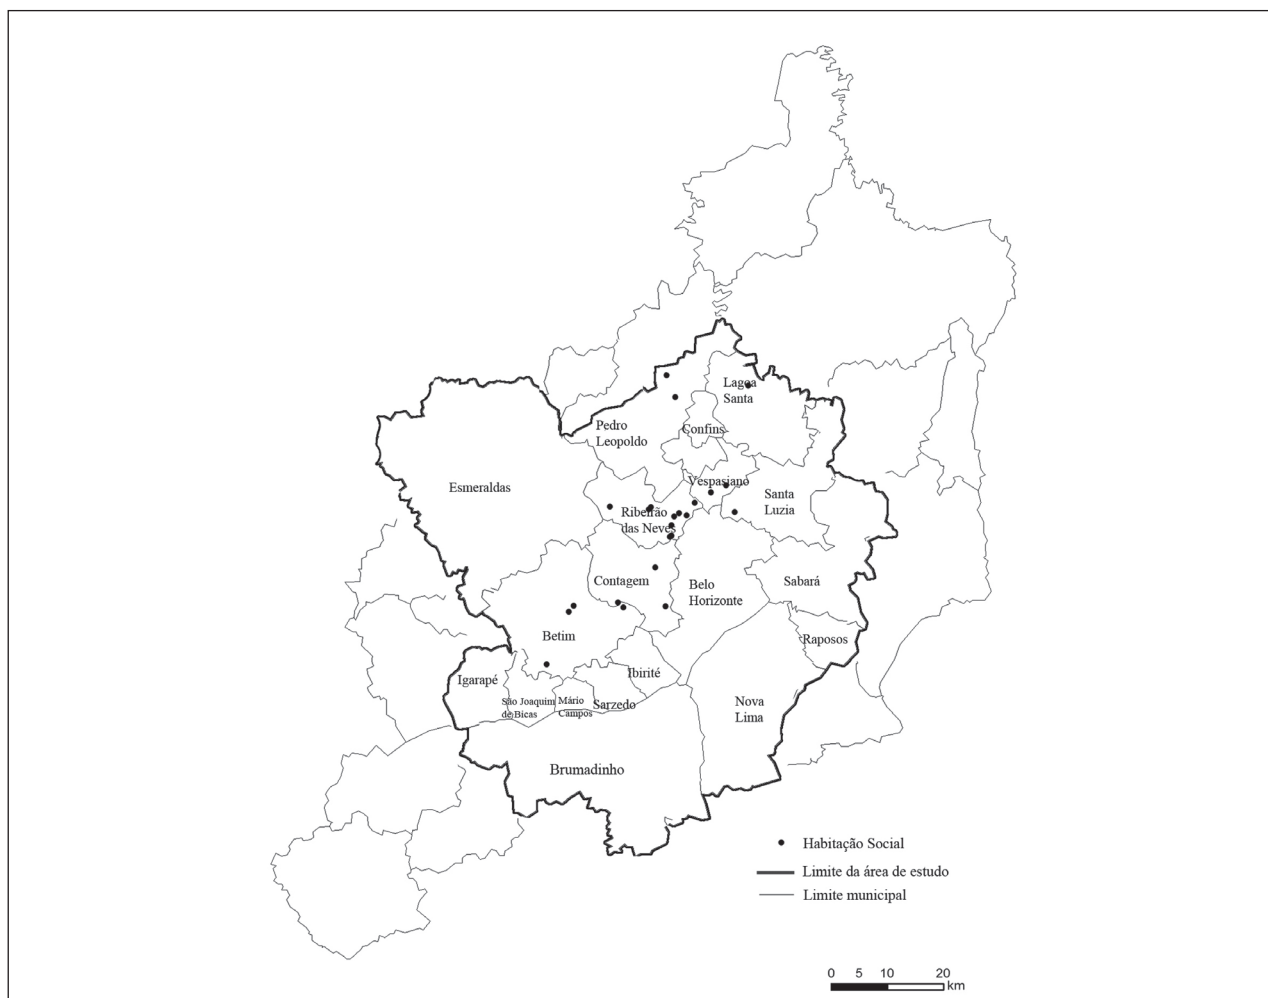 Lagoa
Santa
Pedro
Leopoldo
Confins
Esmeraldas
Vespasiano
Santa
Luzia
Ribeirão
das Neves
Contagem
Belo
Horizonte
Sabará
Betim
Raposos
Ibirité
Igarapé
São Joaquim
de Bicas
Mário
Campos
Sarzedo
Nova
Lima
Brumadinho
Habitação Social
Limite da área de estudo
Limite municipal
0 5 10 20
km